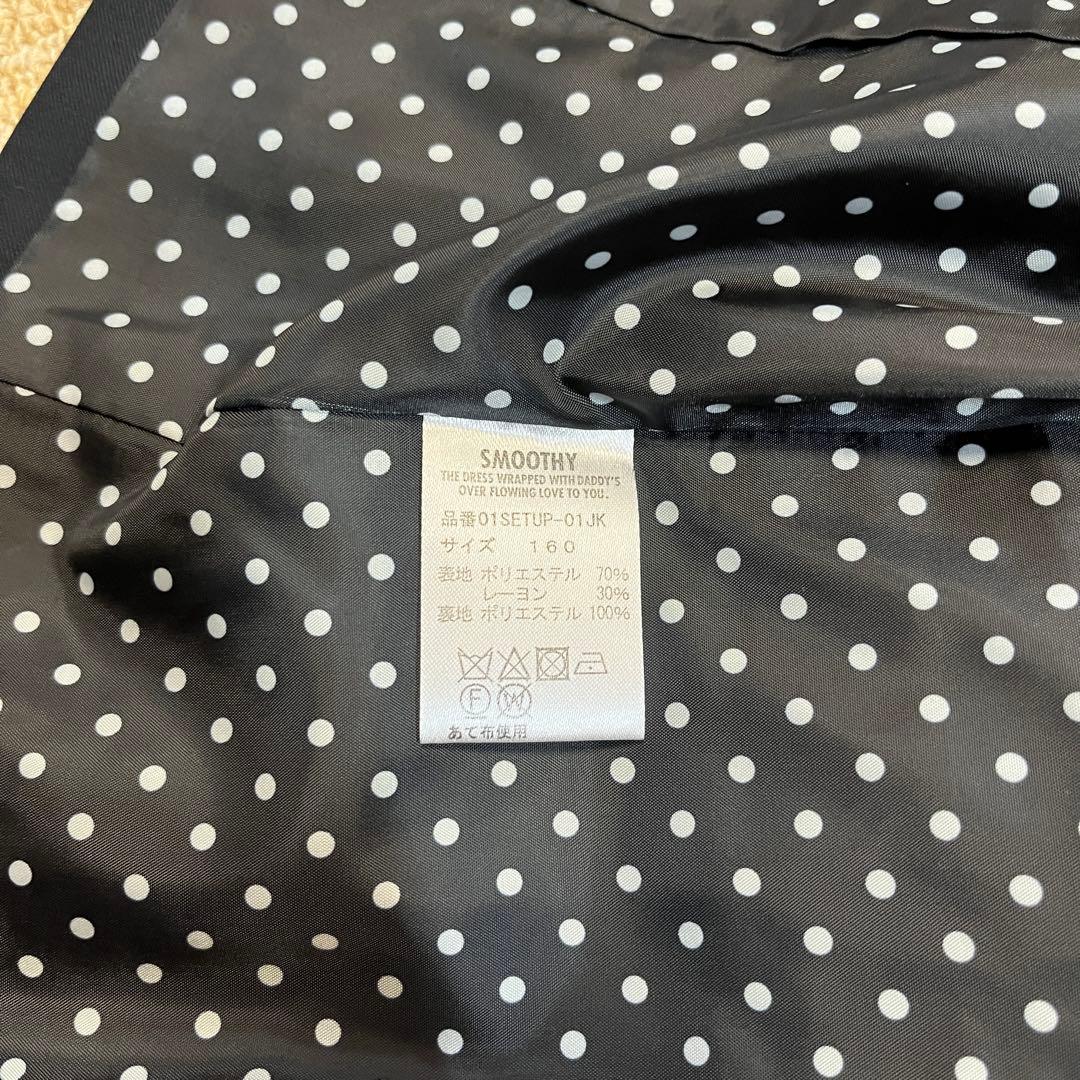 SMOOTHY
THE DRESS WRAPPED WITH DADDY'S
OVER FLOWING LOVE TO YOU.
品番01SETUP-01JK
サイズ 160
表地 ポリエステル 70%
レーヨン 30%
裏地 ポリエステル 100%
F W
あて布使用